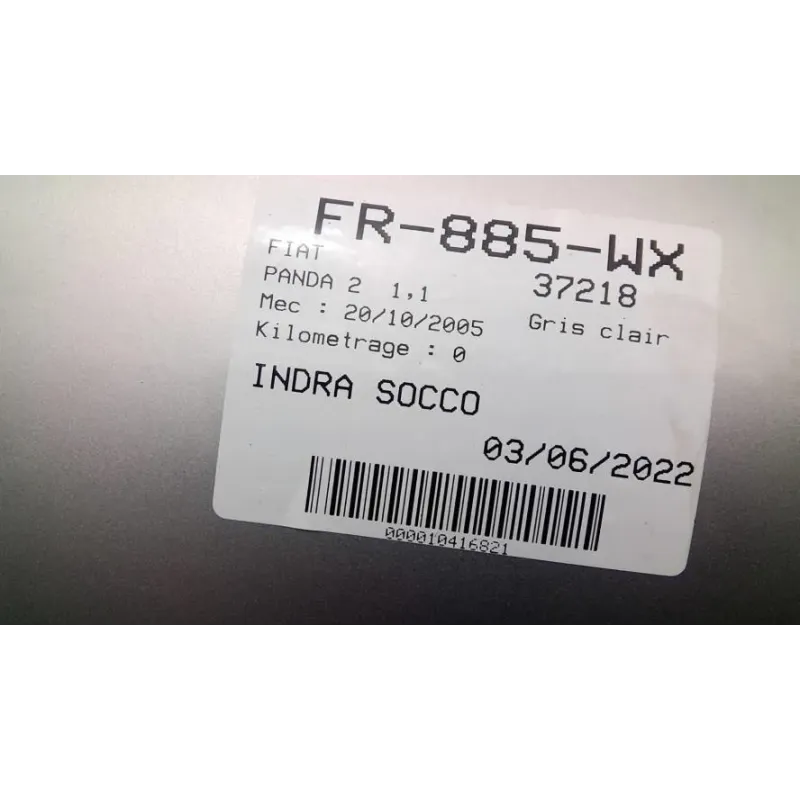 FR-885-WX
FIAT
PANDA 2 1,1 37218
Mec : 20/10/2005 Gris clair
Kilometrage : 0
INDRA SOCCO
03/06/2022
000010416821